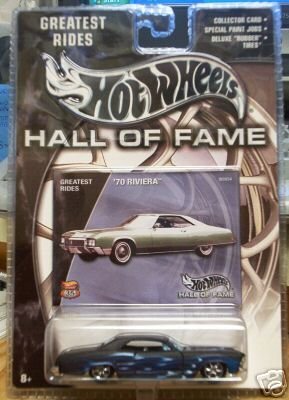 GREATEST
RIDES
COLLECTOR CARD •
SPECIAL PAINT JOBS •
DELUXE "RUBBER" •
TIRES
HOT WHEELS
HALL OF FAME
GREATEST
RIDES
'70 RIVIERA
HOT WHEELS
HALL OF FAME
8+